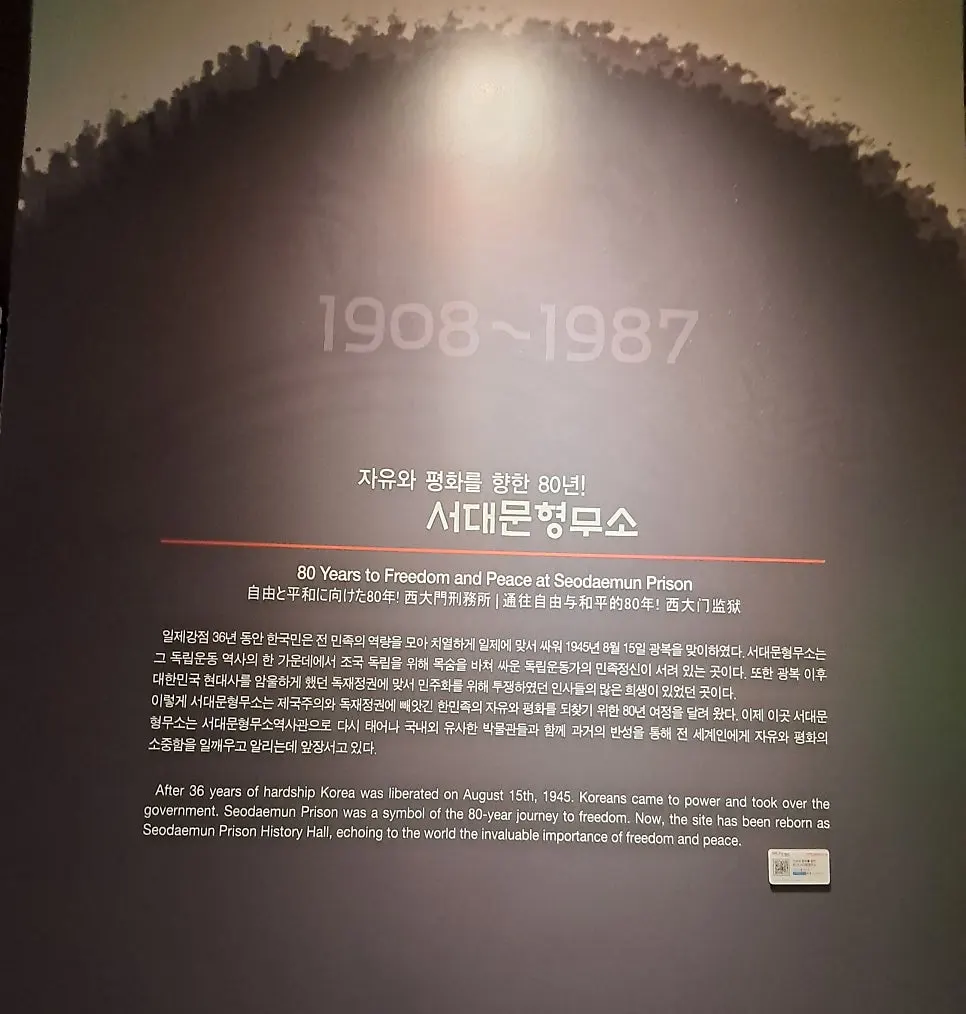 1908~1987
자유와 평화를 향한 80년!
서대문형무소
80 Years to Freedom and Peace at Seodaemun Prison
自由と平和に向けた80年! 西大門刑務所 | 通往自由与和平的80年! 西大门监狱
일제강점 36년 동안 한국민은 전 민족의 역량을 모아 치열하게 일제에 맞서 싸워 1945년 8월 15일 광복을 맞이하였다. 서대문형무소는
그 독립운동 역사의 한 가운데에서 조국 독립을 위해 목숨을 바쳐 싸운 독립운동가의 민족정신이 서려 있는 곳이다. 또한 광복 이후
대한민국 현대사를 암울하게 했던 독재정권에 맞서 민주화를 위해 투쟁하였던 인사들의 많은 희생이 있었던 곳이다.
이렇게 서대문형무소는 제국주의와 독재정권에 빼앗긴 한민족의 자유와 평화를 되찾기 위한 80년 여정을 달려 왔다. 이제 이곳 서대문
형무소는 서대문형무소역사관으로 다시 태어나 국내외 유사한 박물관들과 함께 과거의 반성을 통해 전 세계인에게 자유와 평화의
소중함을 일깨우고 알리는데 앞장서고 있다.
After 36 years of hardship Korea was liberated on August 15th, 1945. Koreans came to power and took over the
government. Seodaemun Prison was a symbol of the 80-year journey to freedom. Now, the site has been reborn as
Seodaemun Prison History Hall, echoing to the world the invaluable importance of freedom and peace.